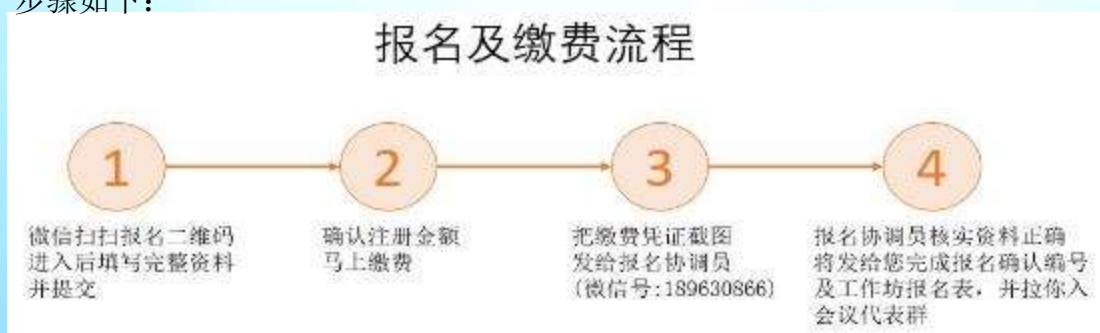 步骤如下：
报名及缴费流程
1
2
3
4
微信扫扫报名二维码
进入后填写完整资料
并提交
确认注册金额
马上缴费
把缴费凭证截图
发给报名协调员
(微信号:189630866)
报名协调员核实资料正确
将发给您完成报名确认编号
及工作坊报名表，并拉你入
会议代表群